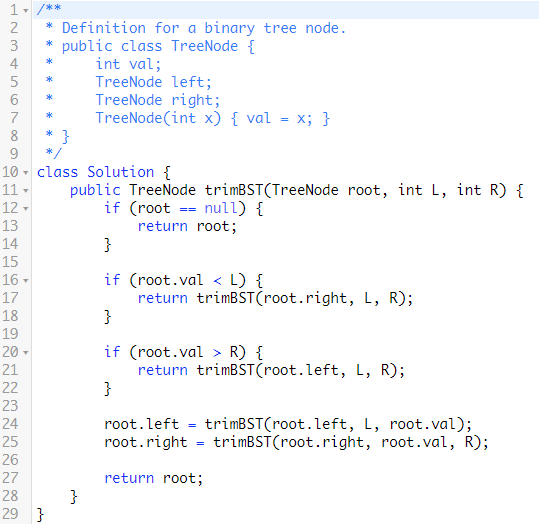 1 /**
2  * Definition for a binary tree node.
3  * public class TreeNode {
4  *     int val;
5  *     TreeNode left;
6  *     TreeNode right;
7  *     TreeNode(int x) { val = x; }
8  * }
9  */
10 class Solution {
11     public TreeNode trimBST(TreeNode root, int L, int R) {
12         if (root == null) {
13             return root;
14         }
15
16         if (root.val < L) {
17             return trimBST(root.right, L, R);
18         }
19
20         if (root.val > R) {
21             return trimBST(root.left, L, R);
22         }
23
24         root.left = trimBST(root.left, L, root.val);
25         root.right = trimBST(root.right, root.val, R);
26
27         return root;
28     }
29 }